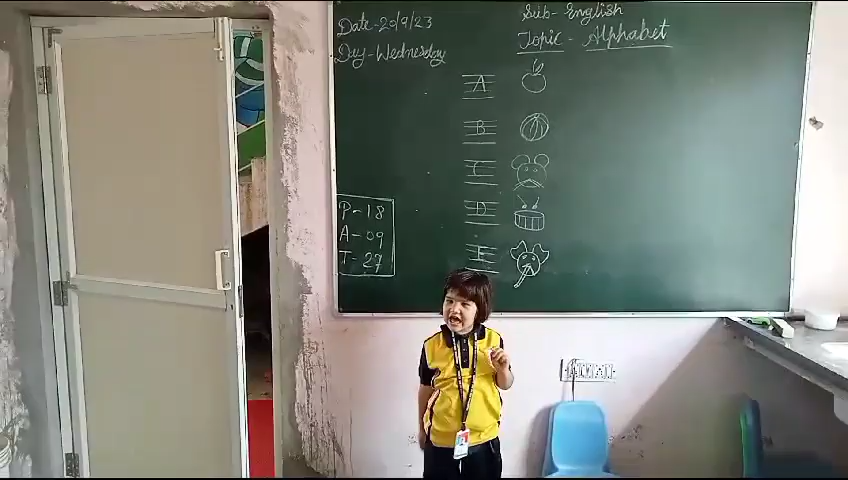 Date-20/9/23
Day-Wednesday
Sub- English
Topic- Alphabet
A
B
C
D
E
P-18
A-09
T-27